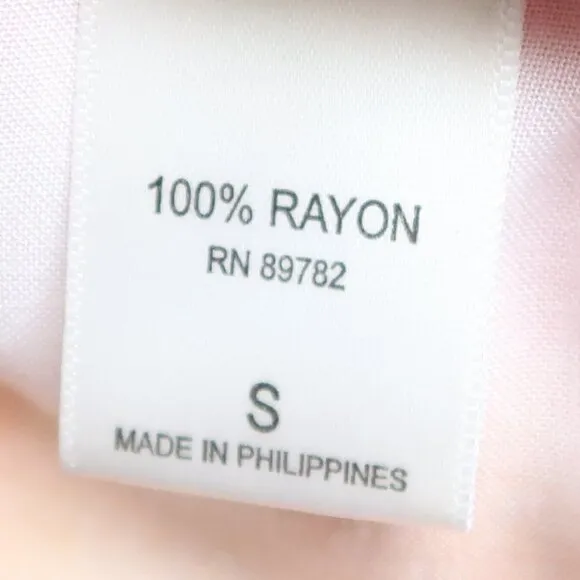 100% RAYON
RN 89782
S
MADE IN PHILIPPINES